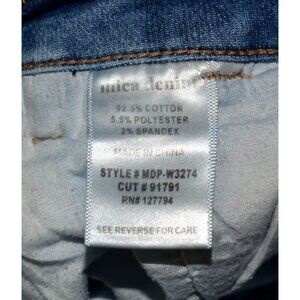 mica denim
92.5% COTTON
5.5% POLYESTER
2% SPANDEX
MADE IN CHINA
STYLE # MDP-W3274
CUT # 91791
RN# 127794
SEE REVERSE FOR CARE